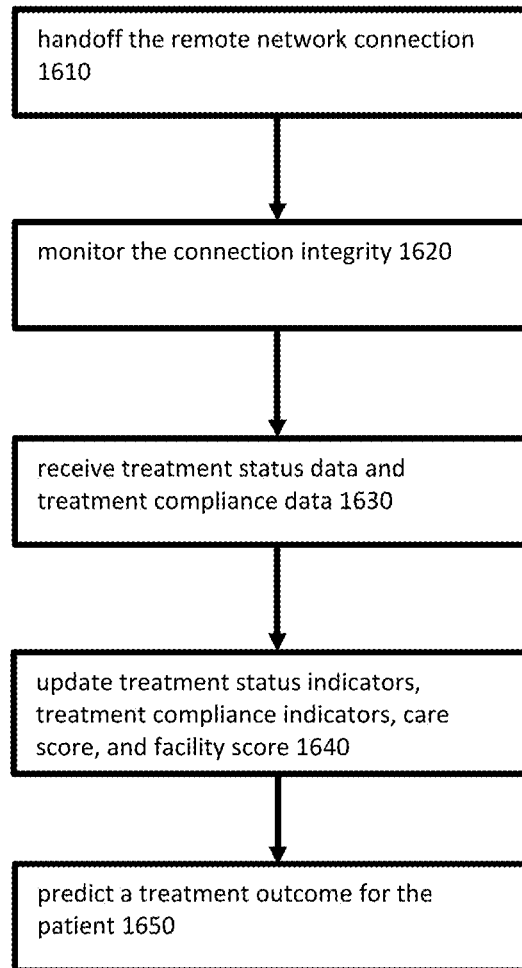 handoff the remote network connection
1610
monitor the connection integrity 1620
receive treatment status data and
treatment compliance data 1630
update treatment status indicators,
treatment compliance indicators, care
score, and facility score 1640
predict a treatment outcome for the
patient 1650